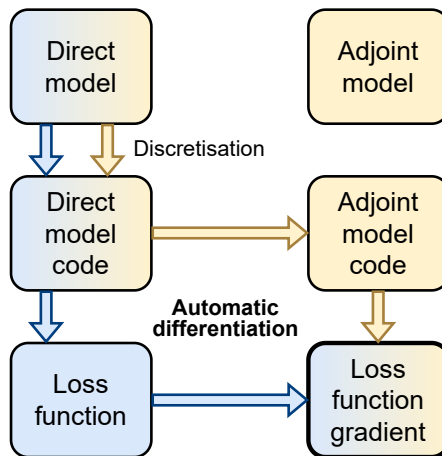 Direct
model
Adjoint
model
Discretisation
Direct
model
code
Adjoint
model
code
Automatic
differentiation
Loss
function
Loss
function
gradient